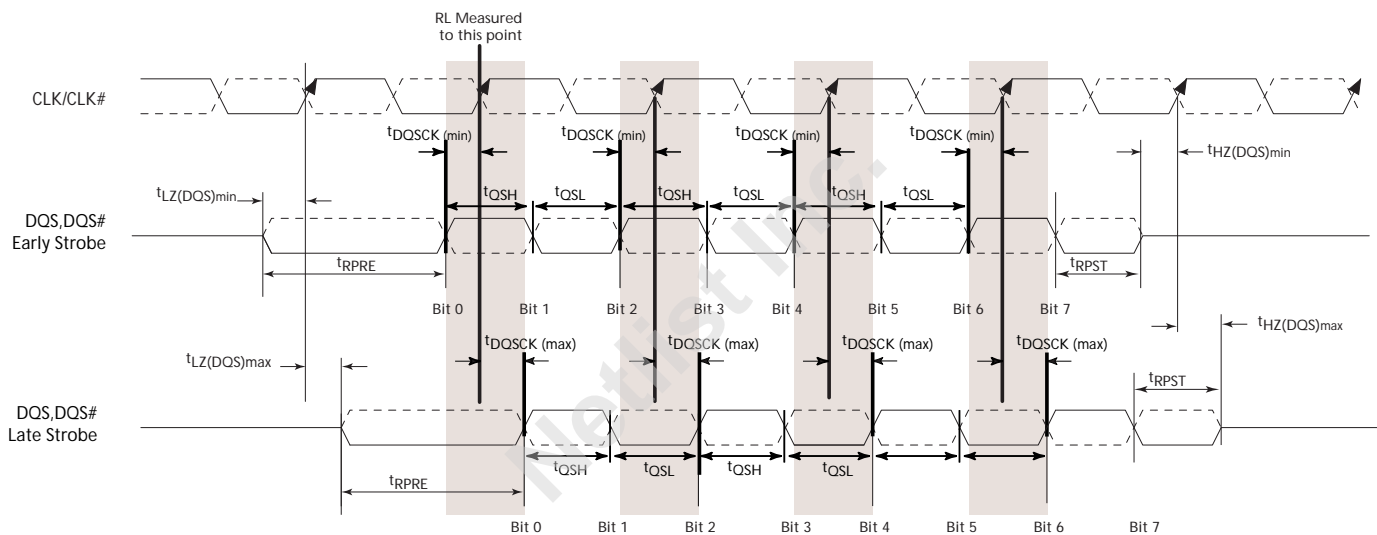 RL Measured
to this point
CLK/CLK#
tDQSCK (min) tDQSCK (min) tDQSCK (min) tDQSCK (min)
tHZ(DQS)min
tLZ(DQS)min
tQSH tQSL tQSH tQSL tQSH tQSL
DQS,DQS#
Early Strobe
tRPRE tRPST
Bit 0 Bit 1 Bit 2 Bit 3 Bit 4 Bit 5 Bit 6 Bit 7
tHZ(DQS)max
tLZ(DQS)max
tDQSCK (max) tDQSCK (max) tDQSCK (max) tDQSCK (max)
tRPST
DQS,DQS#
Late Strobe
tQSH tQSL tQSH tQSL
tRPRE
Bit 0 Bit 1 Bit 2 Bit 3 Bit 4 Bit 5 Bit 6 Bit 7
Netlist Inc.